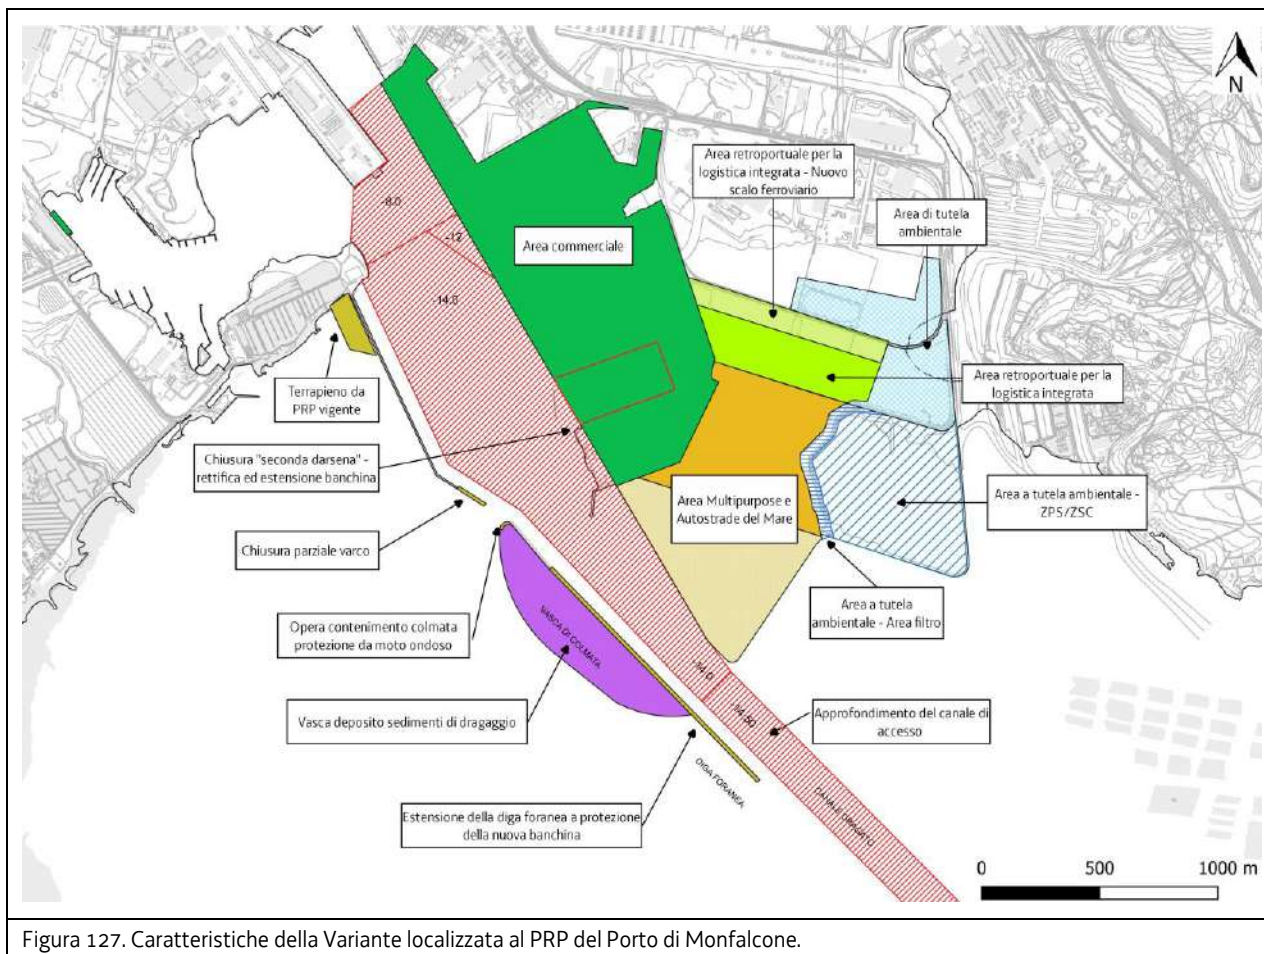 N
Area retroportuale per la
logistica integrata - Nuovo
scalo ferroviario
Area di tutela
ambientale
-8.0
-12
Area commerciale
Terrapieno da
PRP vigente
Area retroportuale per la
logistica integrata
Chiusura "seconda darsena" -
rettifica ed estensione banchina
Area Multipurpose e
Autostrade del Mare
Area a tutela ambientale -
ZPS/ZSC
Chiusura parziale varco
Area a tutela
ambientale - Area filtro
Opera contenimento colmata
protezione da moto ondoso
VASCA DI COLMATA
-14.0
-14.50
Vasca deposito sedimenti di dragaggio
Approfondimento del canale di
accesso
DIGA FORANEA
CANALE DRAGATO
Estensione della diga foranea a protezione
della nuova banchina
0 500 1000 m
Figura 127. Caratteristiche della Variante localizzata al PRP del Porto di Monfalcone.